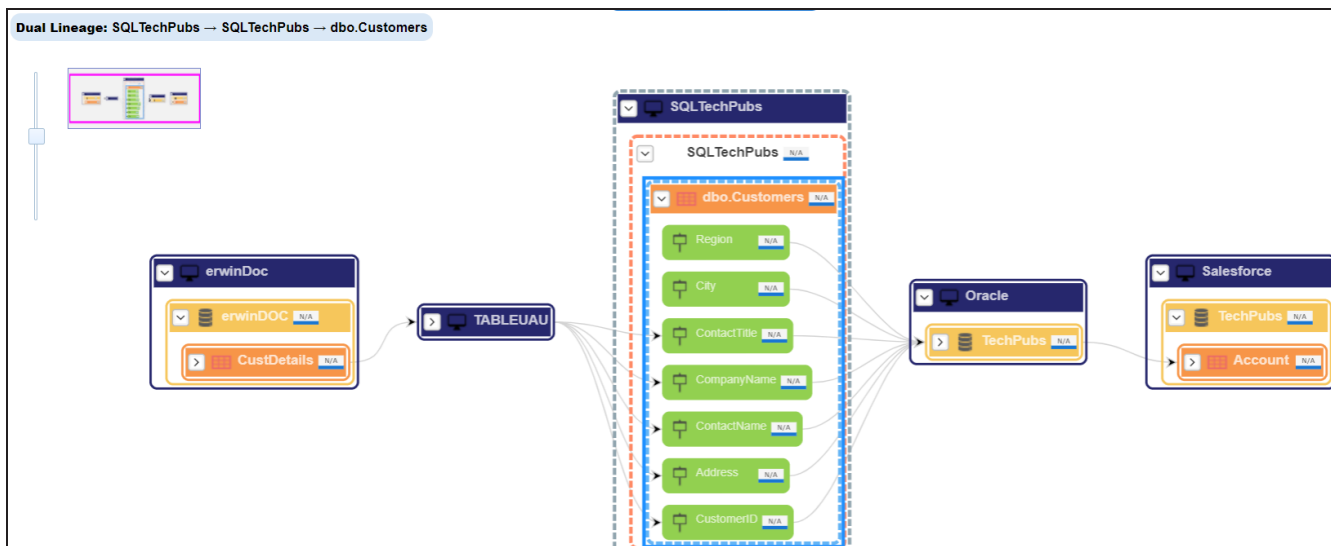 Dual Lineage: SQLTechPubs → SQLTechPubs → dbo.Customers
SQLTechPubs
SQLTechPubs N/A
dbo.Customers N/A
Region N/A
City N/A
ContactTitle N/A
CompanyName N/A
ContactName N/A
Address N/A
CustomerID N/A
erwinDoc
erwinDOC N/A
CustDetails N/A
TABLEUAU
Oracle
TechPubs N/A
Salesforce
TechPubs N/A
Account N/A